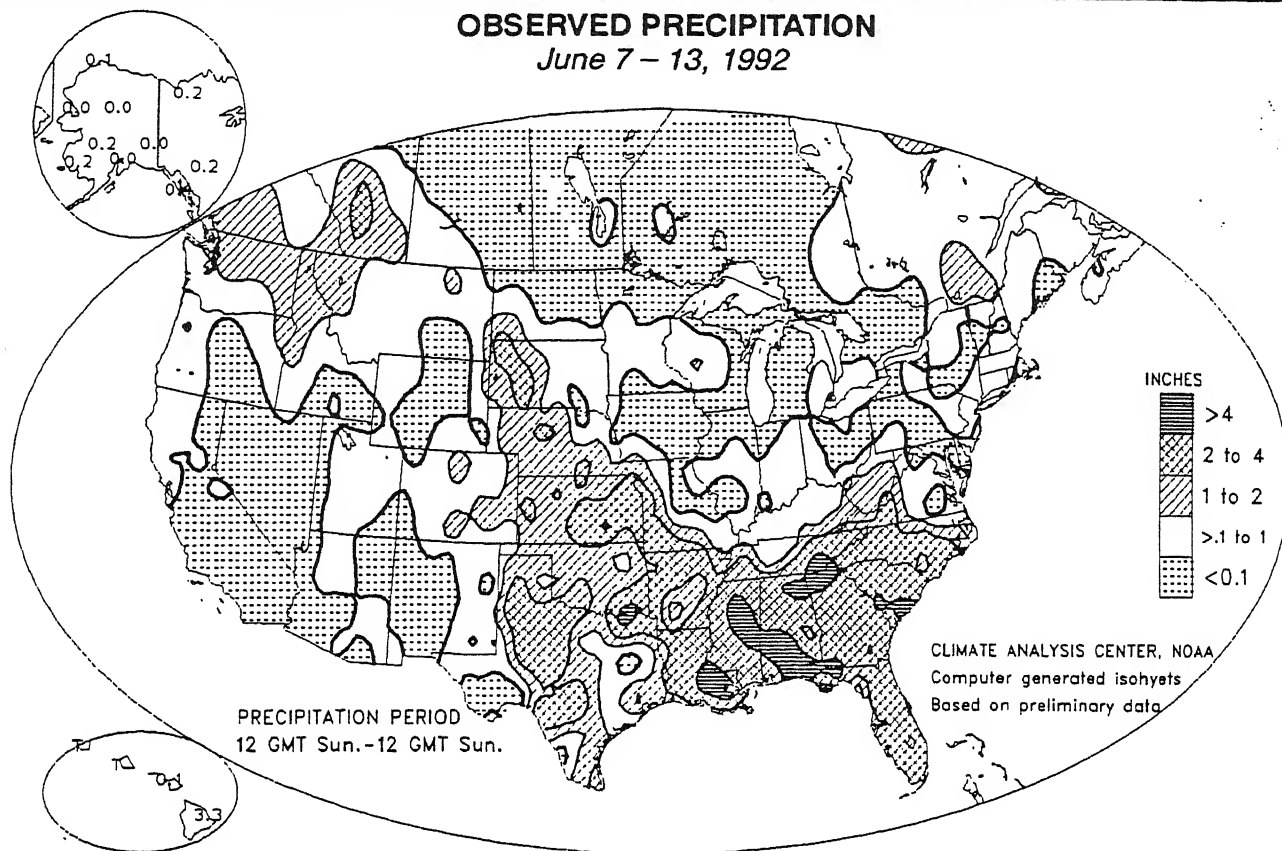 OBSERVED PRECIPITATION
June 7 – 13, 1992
0.1
0.2
0.0 0.0
0.2 0.0
0.2 0.0
0.2
INCHES
>4
2 to 4
1 to 2
>.1 to 1
<0.1
CLIMATE ANALYSIS CENTER, NOAA
Computer generated isohyets
Based on preliminary data
PRECIPITATION PERIOD
12 GMT Sun.-12 GMT Sun.
T
T
3.3